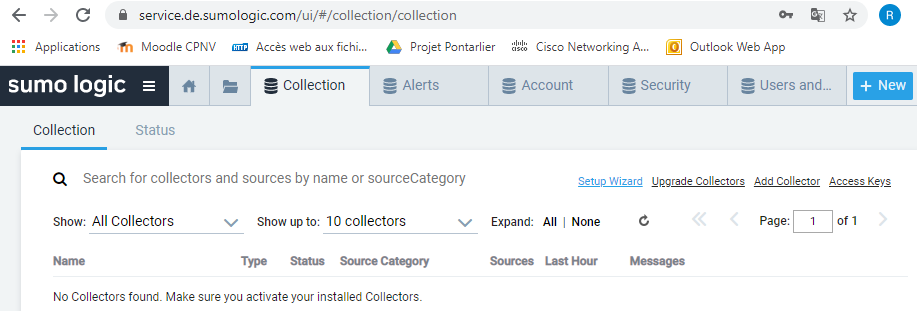 service.de.sumologic.com/ui/#/collection/collection
R
Applications Moodle CPNV HTTP Accès web aux fichi... Projet Pontarlier cisco Cisco Networking A... Outlook Web App
sumo logic Collection Alerts Account Security Users and... + New
Collection Status
Search for collectors and sources by name or sourceCategory Setup Wizard Upgrade Collectors Add Collector Access Keys
Show: All Collectors Show up to: 10 collectors Expand: All | None Page: 1 of 1
Name Type Status Source Category Sources Last Hour Messages
No Collectors found. Make sure you activate your installed Collectors.